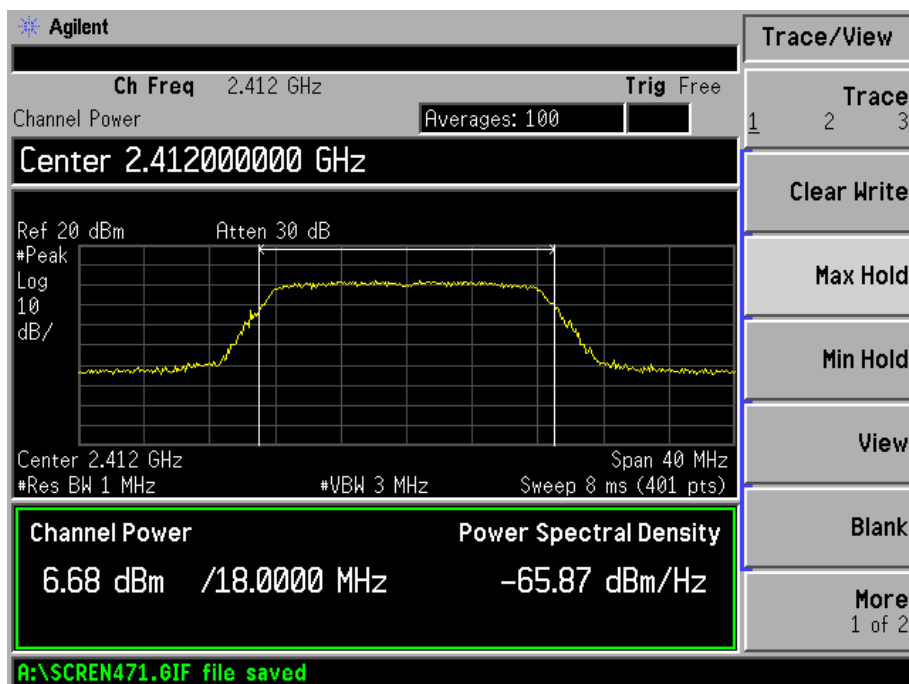 Agilent
Trace/View
Ch Freq 2.412 GHz Trig Free
Channel Power Averages: 100
Center 2.412000000 GHz
Ref 20 dBm Atten 30 dB
#Peak
Log
10
dB/
Center 2.412 GHz Span 40 MHz
#Res BW 1 MHz #VBW 3 MHz Sweep 8 ms (401 pts)
Channel Power Power Spectral Density
6.68 dBm /18.0000 MHz -65.87 dBm/Hz
A:\SCREN471.GIF file saved
Trace
1 2 3
Clear Write
Max Hold
Min Hold
View
Blank
More
1 of 2